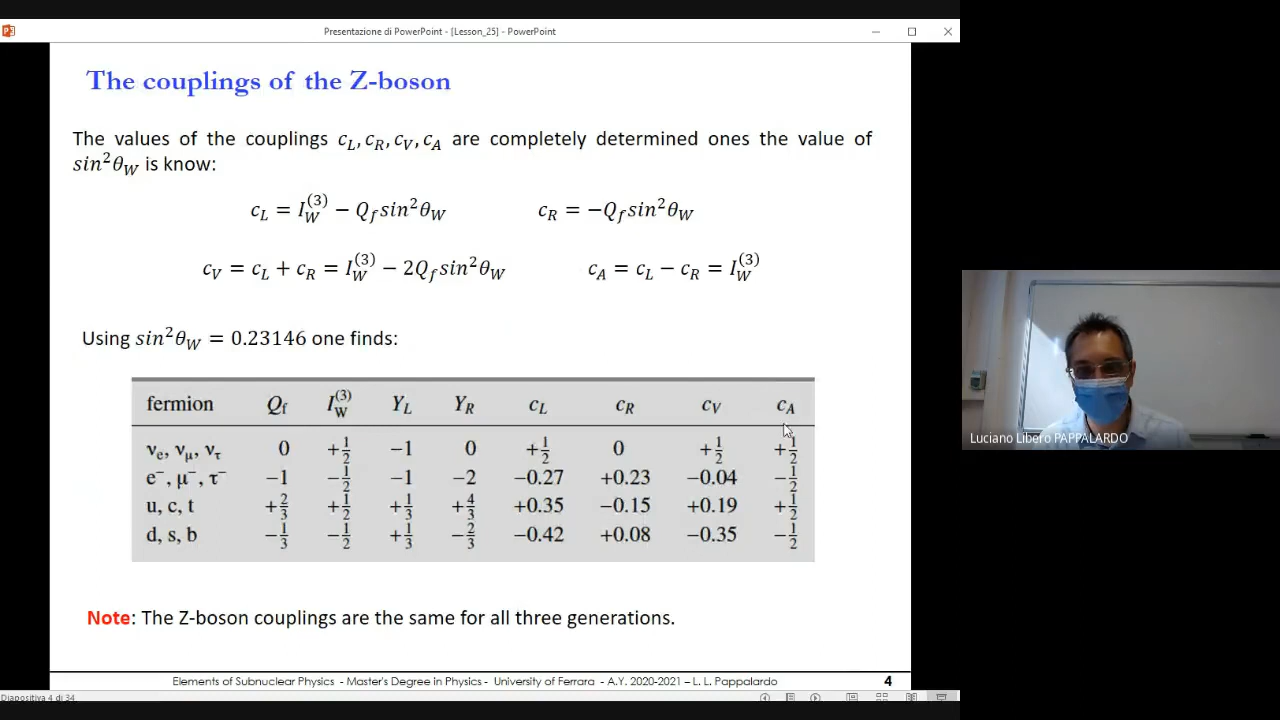 Presentazione di PowerPoint - [Lesson_25] - PowerPoint
The couplings of the Z-boson
The values of the couplings c_L, c_R, c_V, c_A are completely determined ones the value of
sin²θ_W is know:
c_L = I_W^(3) − Q_f sin²θ_W    c_R = −Q_f sin²θ_W
c_V = c_L + c_R = I_W^(3) − 2Q_f sin²θ_W    c_A = c_L − c_R = I_W^(3)
Using sin²θ_W = 0.23146 one finds:
fermion Q_f I_W^(3) Y_L Y_R c_L c_R c_V c_A
ν_e, ν_μ, ν_τ 0 +1/2 −1 0 +1/2 0 +1/2 +1/2
e⁻, μ⁻, τ⁻ −1 −1/2 −1 −2 −0.27 +0.23 −0.04 −1/2
u, c, t +2/3 +1/2 +1/3 +4/3 +0.35 −0.15 +0.19 +1/2
d, s, b −1/3 −1/2 +1/3 −2/3 −0.42 +0.08 −0.35 −1/2
Note: The Z-boson couplings are the same for all three generations.
Elements of Subnuclear Physics - Master's Degree in Physics - University of Ferrara - A.Y. 2020-2021 – L. L. Pappalardo 4
Diapositiva 4 di 34
Luciano Libero PAPPALARDO